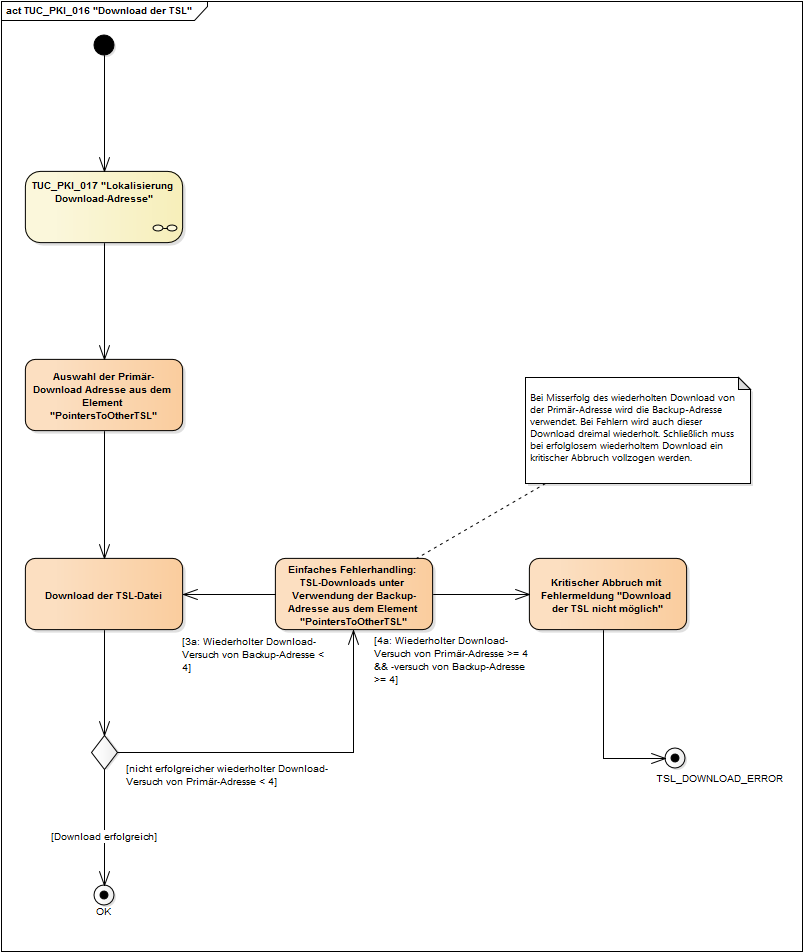 act TUC_PKI_016 "Download der TSL"
TUC_PKI_017 "Lokalisierung
Download-Adresse"
Auswahl der Primär-
Download Adresse aus dem
Element
"PointersToOtherTSL"
Bei Misserfolg des wiederholten Download von
der Primär-Adresse wird die Backup-Adresse
verwendet. Bei Fehlern wird auch dieser
Download dreimal wiederholt. Schließlich muss
bei erfolglosem wiederholtem Download ein
kritischer Abbruch vollzogen werden.
Download der TSL-Datei
Einfaches Fehlerhandling:
TSL-Downloads unter
Verwendung der Backup-
Adresse aus dem Element
"PointersToOtherTSL"
Kritischer Abbruch mit
Fehlermeldung "Download
der TSL nicht möglich"
[3a: Wiederholter Download-
Versuch von Backup-Adresse <
4]
[4a: Wiederholter Download-
Versuch von Primär-Adresse >= 4
&& -versuch von Backup-Adresse
>= 4]
[nicht erfolgreicher wiederholter Download-
Versuch von Primär-Adresse < 4]
TSL_DOWNLOAD_ERROR
[Download erfolgreich]
OK